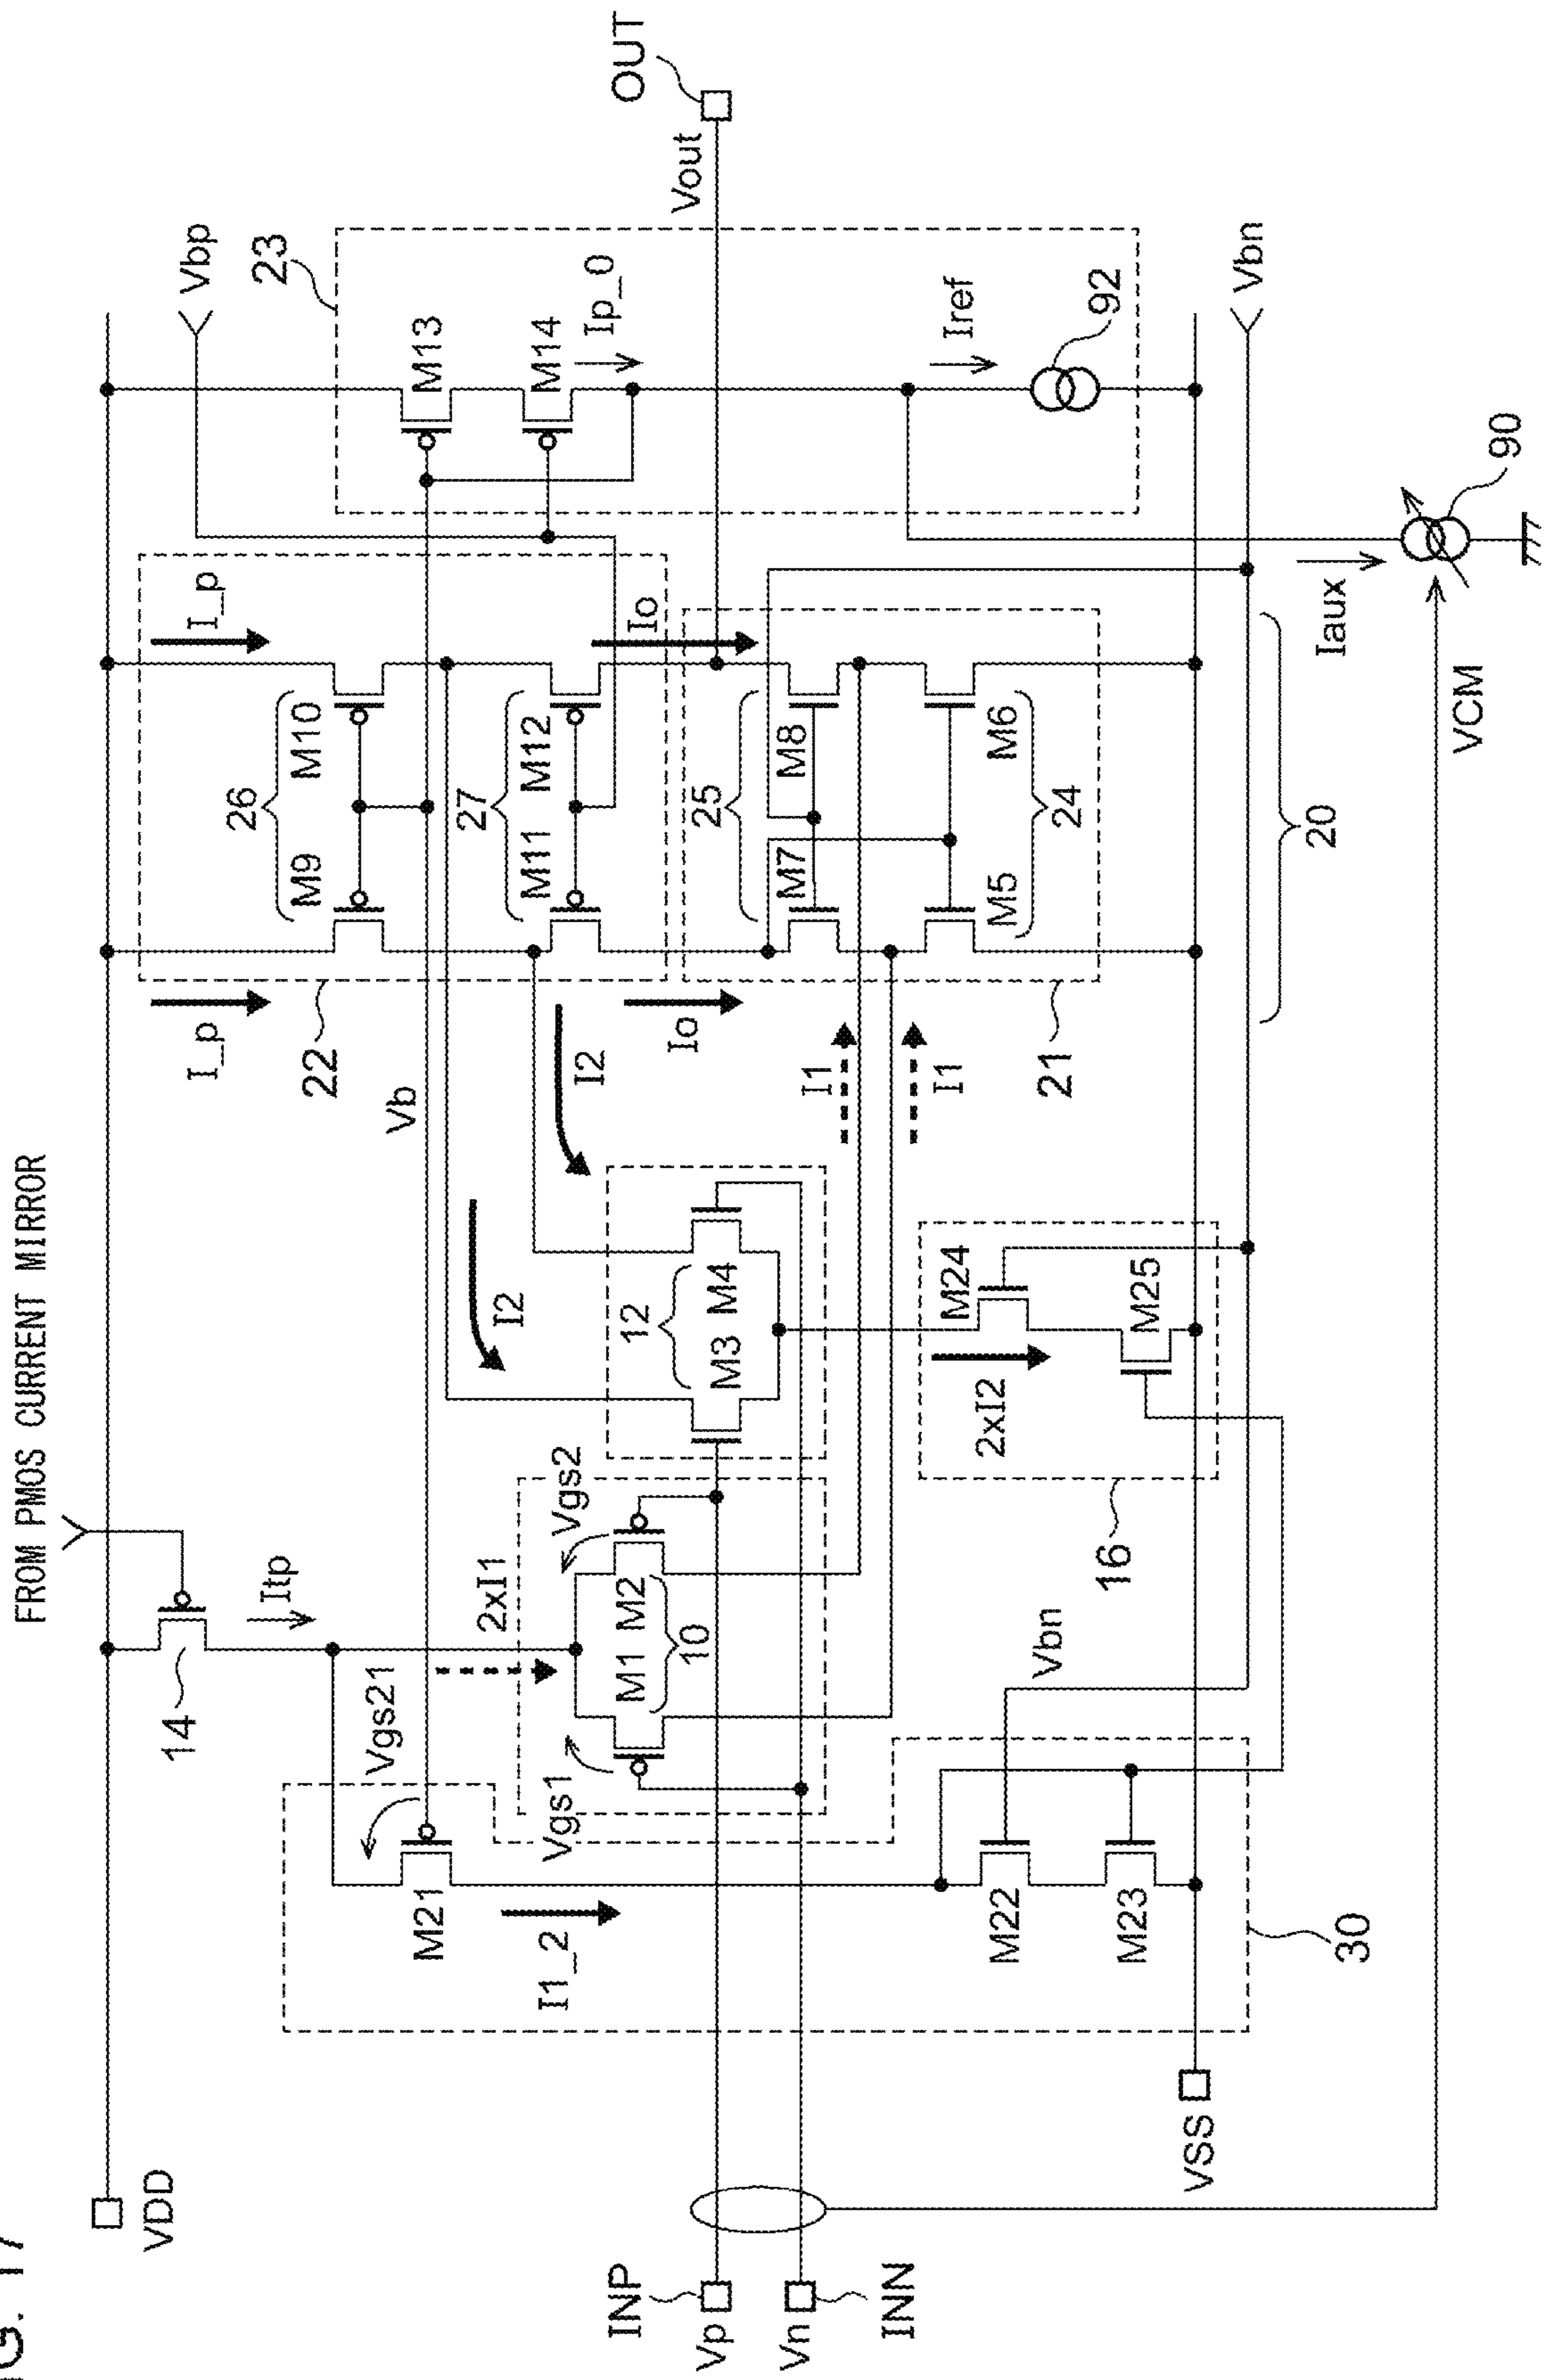 FIG. 17
FROM PMOS CURRENT MIRROR
VDD
14
Itp
Vbp
OUT
Vout
23
M13
M14
Ip_0
Iref
92
I_p
I_p
26
M9
M10
22
Vb
27
M11
M12
Io
Io
I2
I2
25
M7
M8
M5
M6
24
21
20
I1
I1
Vgs21
2xI1
M21
I1_2
Vgs1
Vgs2
M1
M2
10
12
M3
M4
M24
M25
2xI2
16
Vbn
Vbn
M22
M23
30
VSS
INP
Vp
Vn
INN
Iaux
90
VCM